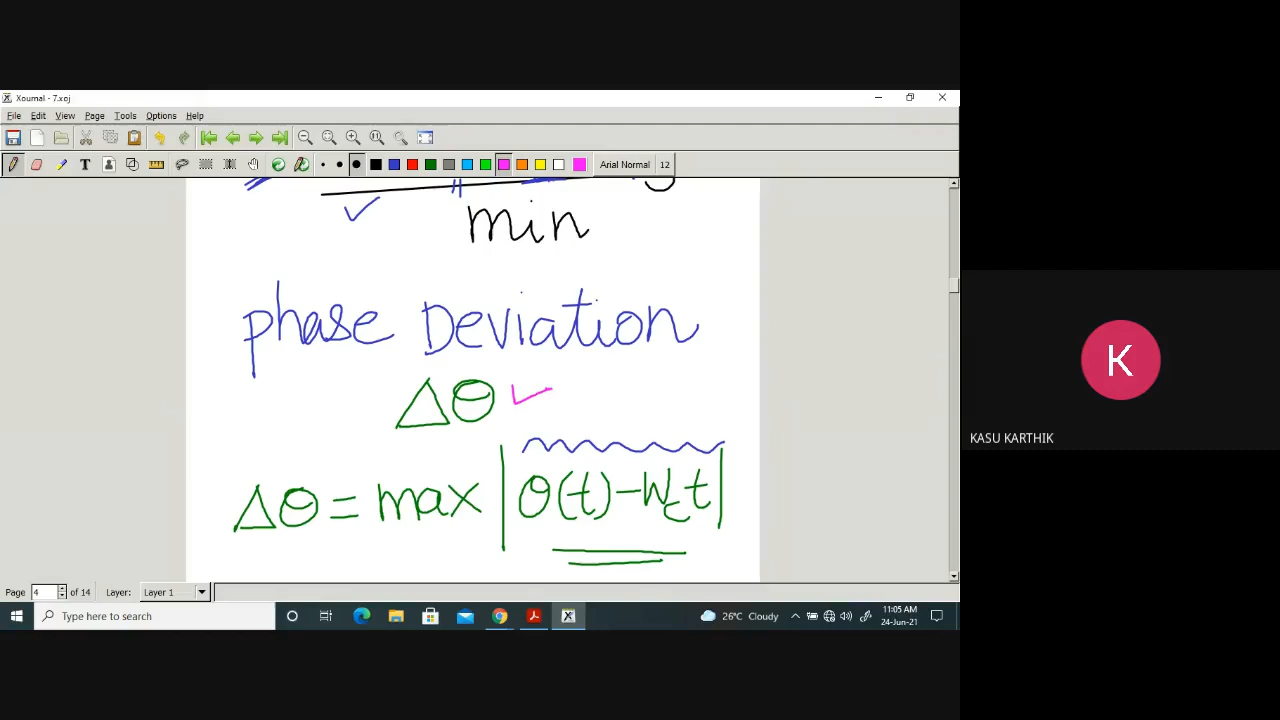 Xournal - 7.xoj
File Edit View Page Tools Options Help
T Arial Normal 12
min
phase Deviation
Δθ
Δθ = max |θ(t) - Wct|
KASU KARTHIK
K
Page 4 of 14 Layer: Layer 1
Type here to search
26°C Cloudy
11:05 AM
24-Jun-21